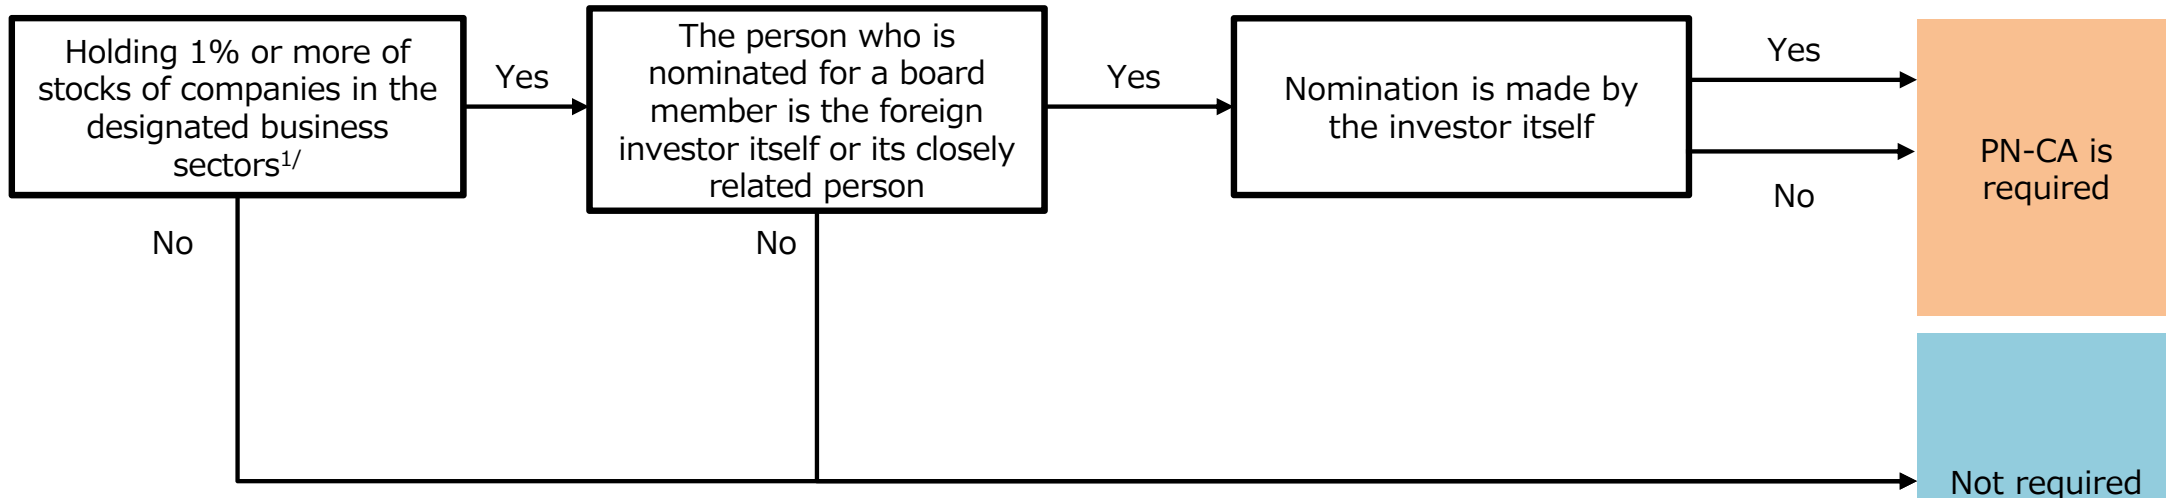 Holding 1% or more of
stocks of companies in the
designated business
sectors1/
Yes
No
The person who is
nominated for a board
member is the foreign
investor itself or its closely
related person
Yes
No
Nomination is made by
the investor itself
Yes
No
PN-CA is
required
Not required